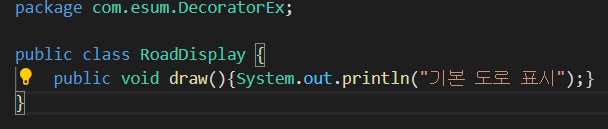 package com.esum.DecoratorEx;
public class RoadDisplay {
public void draw(){System.out.println("기본 도로 표시");}
}